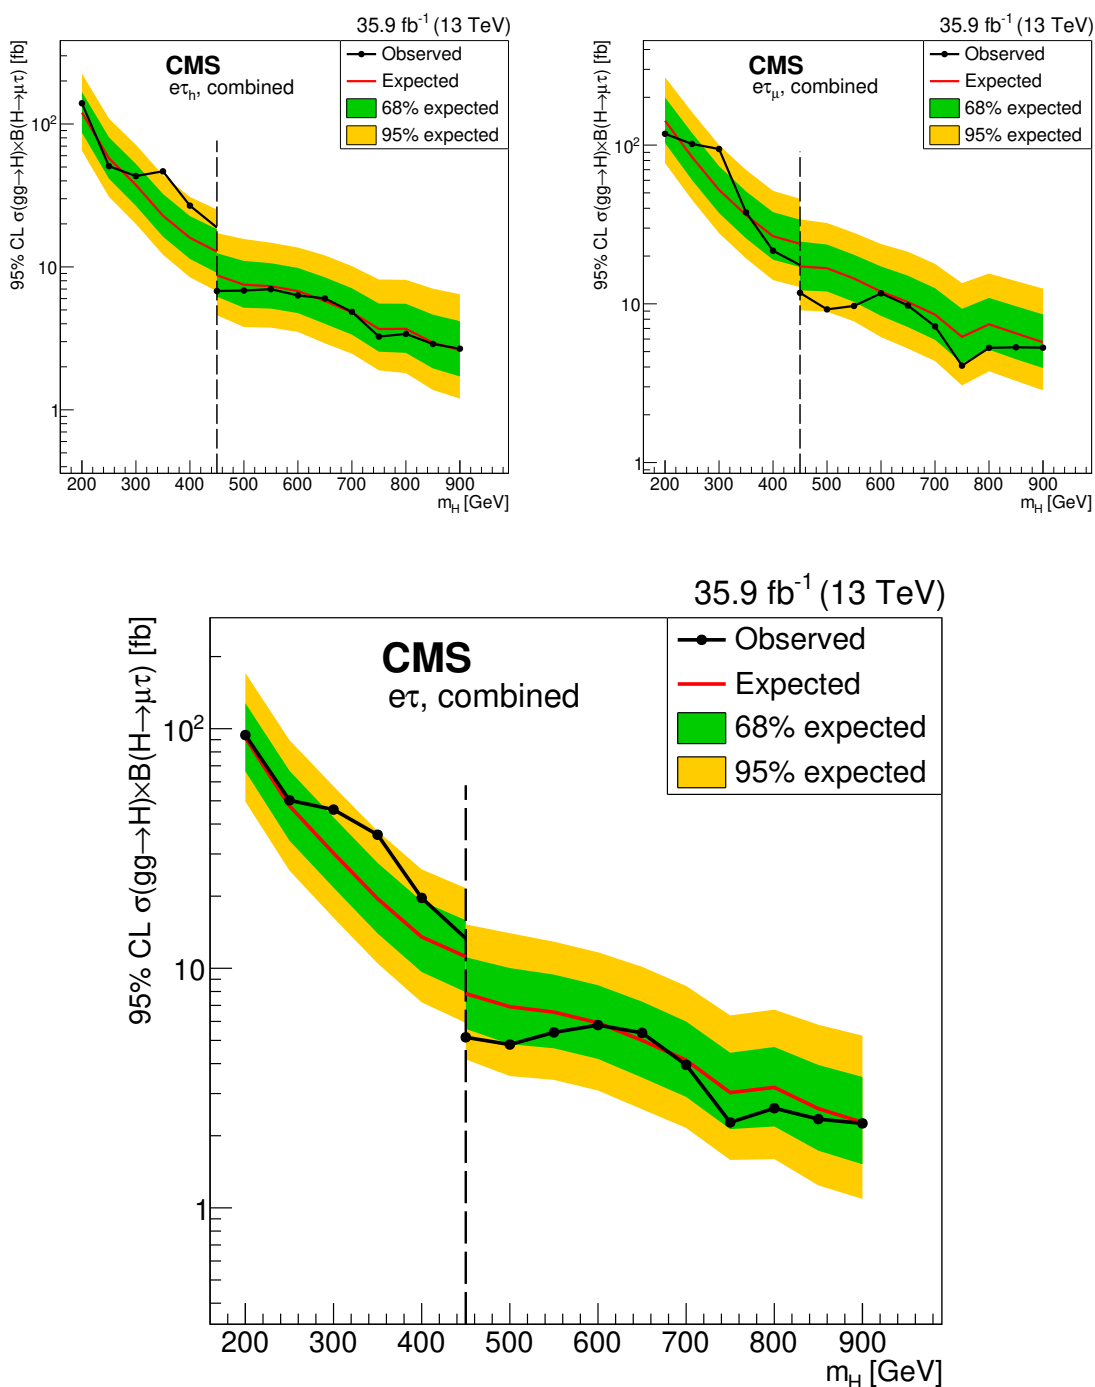 35.9 fb⁻¹ (13 TeV)
CMS
eτₕ, combined
Observed
Expected
68% expected
95% expected
95% CL σ(gg→H)×B(H→μτ) [fb]
10²
10
1
200 300 400 500 600 700 800 900
m_H [GeV]
35.9 fb⁻¹ (13 TeV)
CMS
eτ_μ, combined
Observed
Expected
68% expected
95% expected
95% CL σ(gg→H)×B(H→μτ) [fb]
10²
10
1
200 300 400 500 600 700 800 900
m_H [GeV]
35.9 fb⁻¹ (13 TeV)
CMS
eτ, combined
Observed
Expected
68% expected
95% expected
95% CL σ(gg→H)×B(H→μτ) [fb]
10²
10
1
200 300 400 500 600 700 800 900
m_H [GeV]